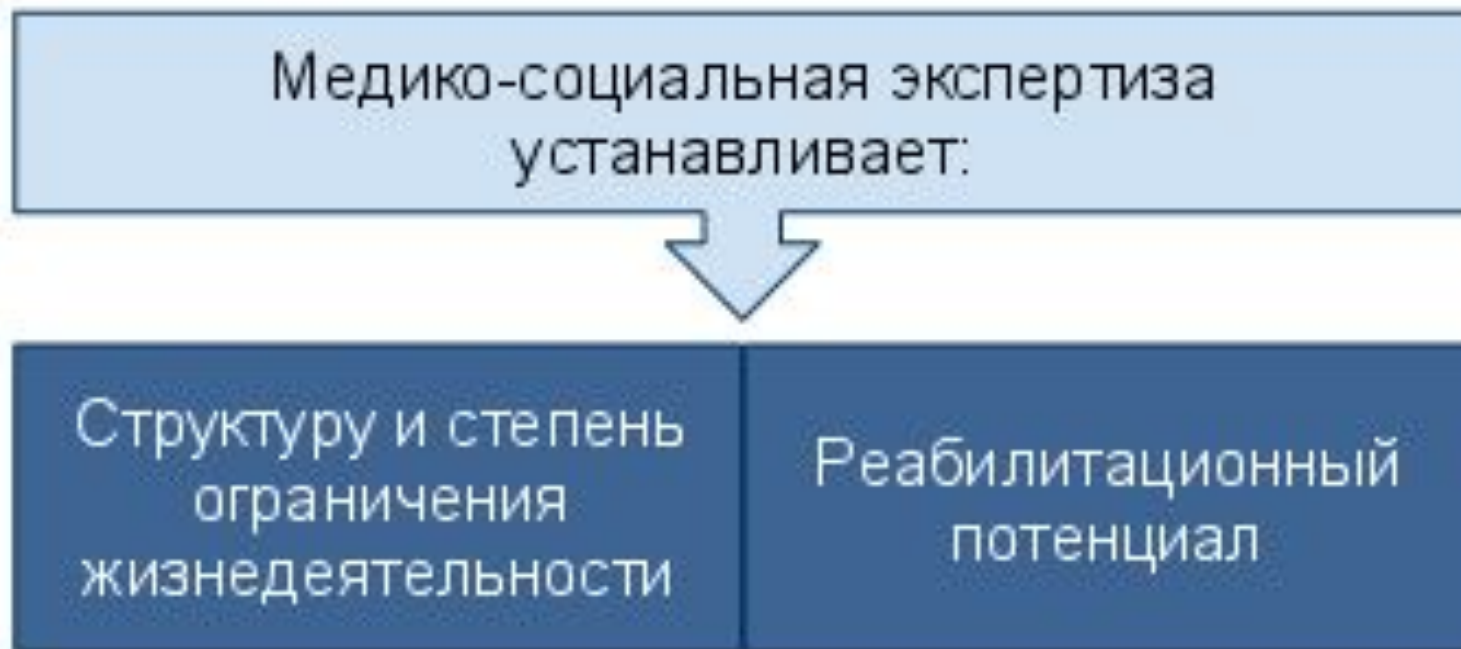 Медико-социальная экспертиза
устанавливает:
Структуру и степень
ограничения
жизнедеятельности
Реабилитационный
потенциал